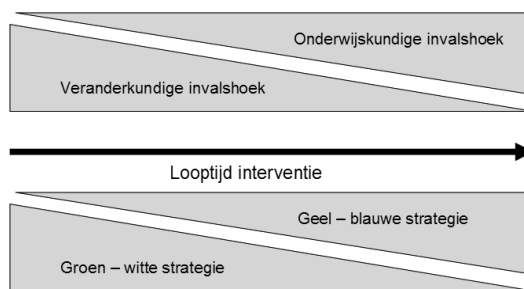 Onderwijskundige invalshoek
Veranderkundige invalshoek
Looptijd interventie
Geel – blauwe strategie
Groen – witte strategie